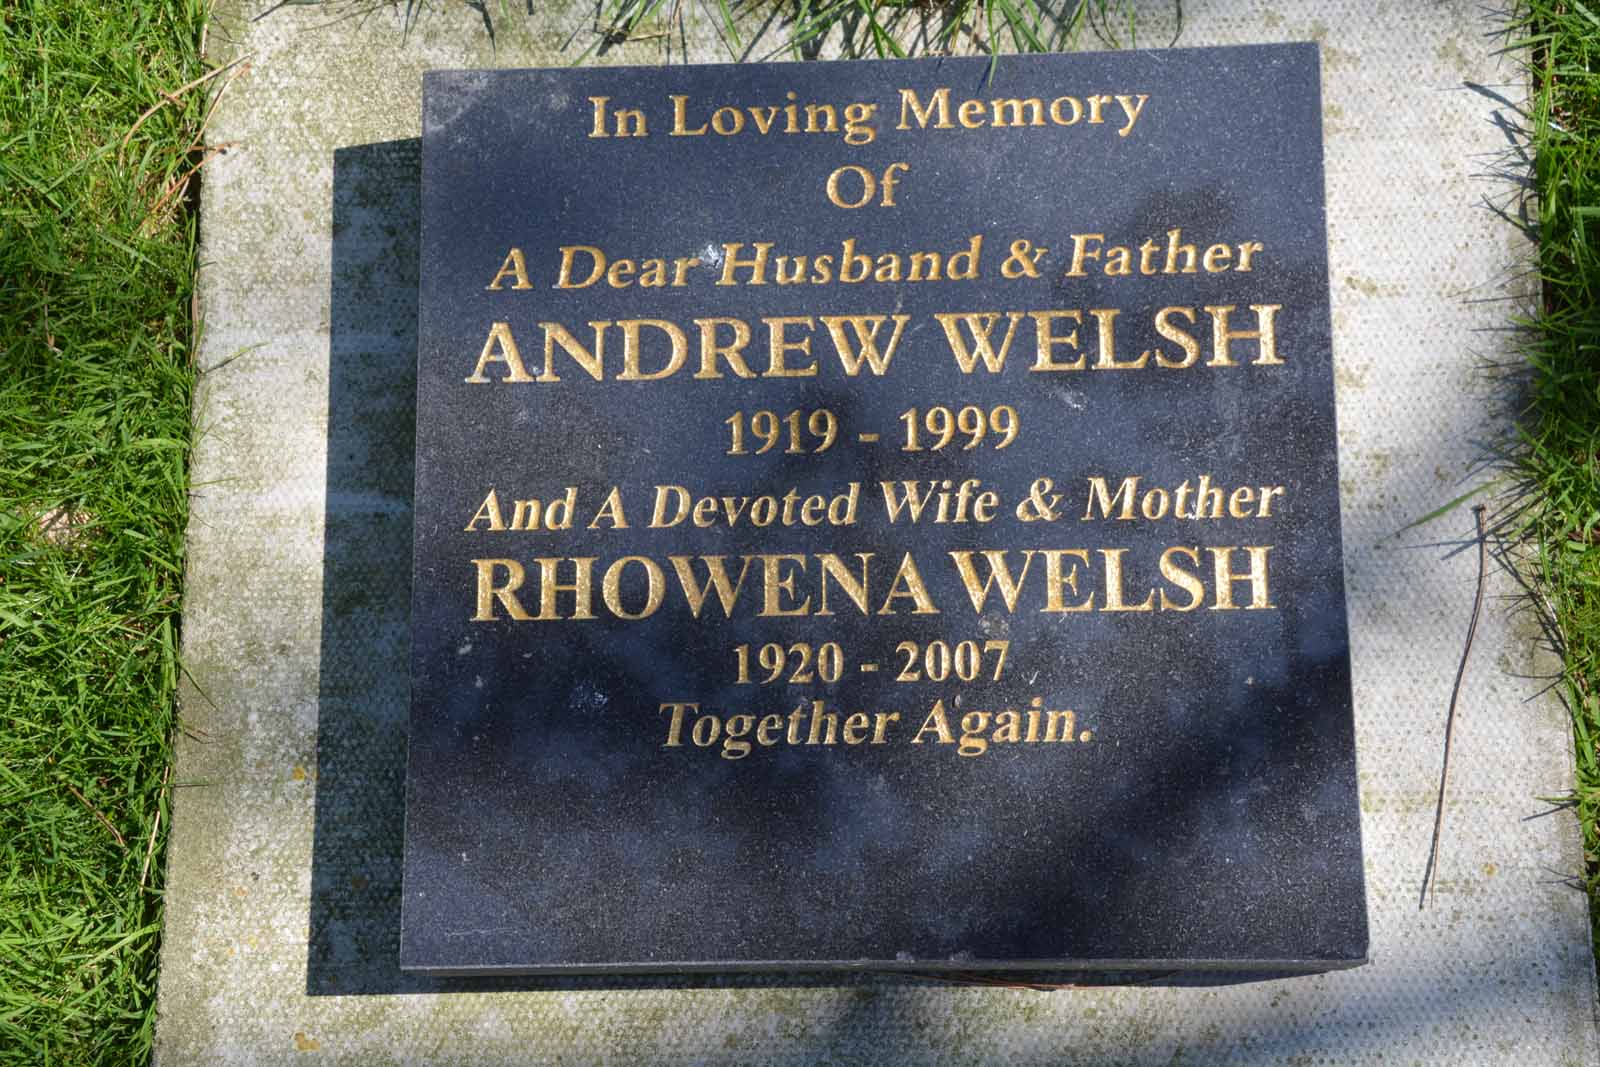 In Loving Memory
Of
A Dear Husband & Father
ANDREW WELSH
1919 - 1999
And A Devoted Wife & Mother
RHOWENA WELSH
1920 - 2007
Together Again.